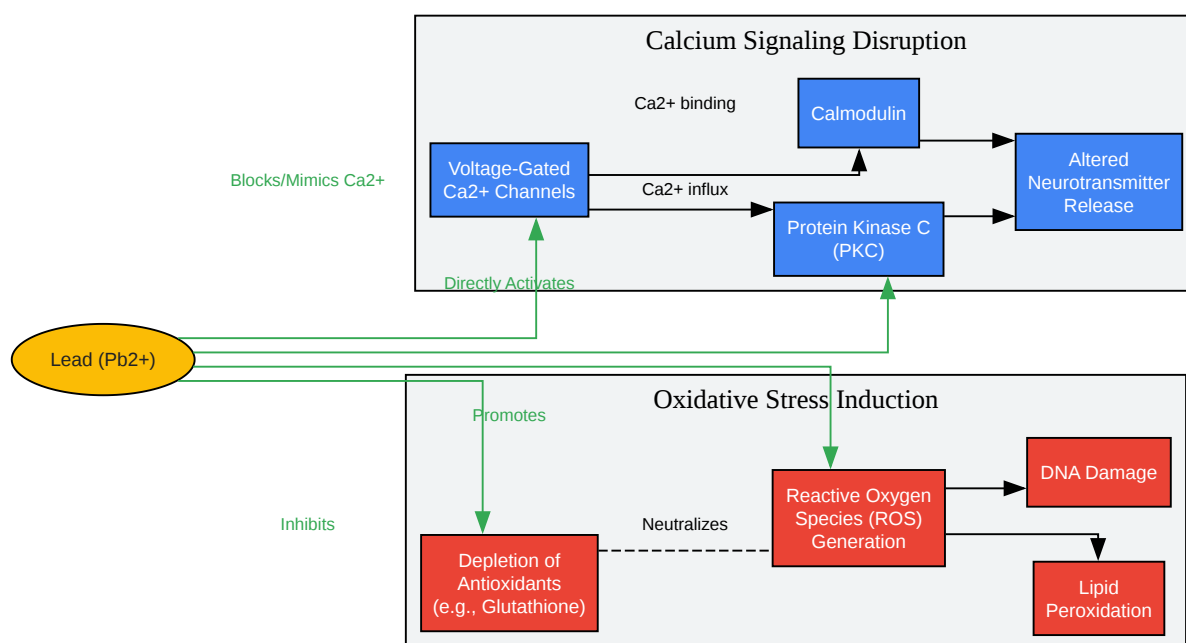 Calcium Signaling Disruption
Ca2+ binding
Calmodulin
Blocks/Mimics Ca2+
Voltage-Gated
Ca2+ Channels
Ca2+ influx
Altered
Neurotransmitter
Release
Protein Kinase C
(PKC)
Directly Activates
Lead (Pb2+)
Oxidative Stress Induction
Promotes
DNA Damage
Inhibits
Neutralizes
Reactive Oxygen
Species (ROS)
Generation
Depletion of
Antioxidants
(e.g., Glutathione)
Lipid
Peroxidation